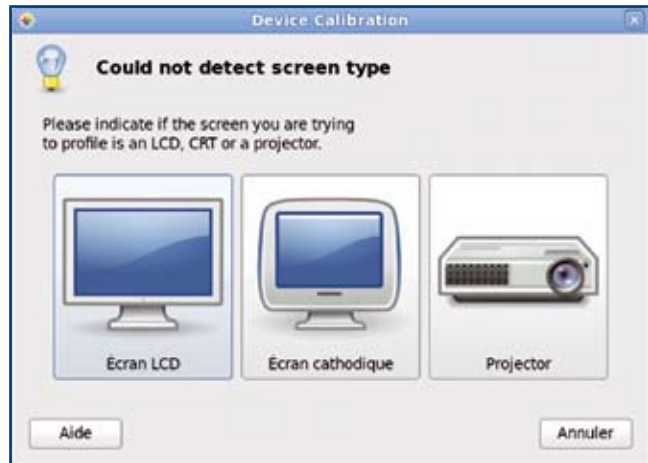 Device Calibration
Could not detect screen type
Please indicate if the screen you are trying
to profile is an LCD, CRT or a projector.
Écran LCD
Écran cathodique
Projector
Aide
Annuler